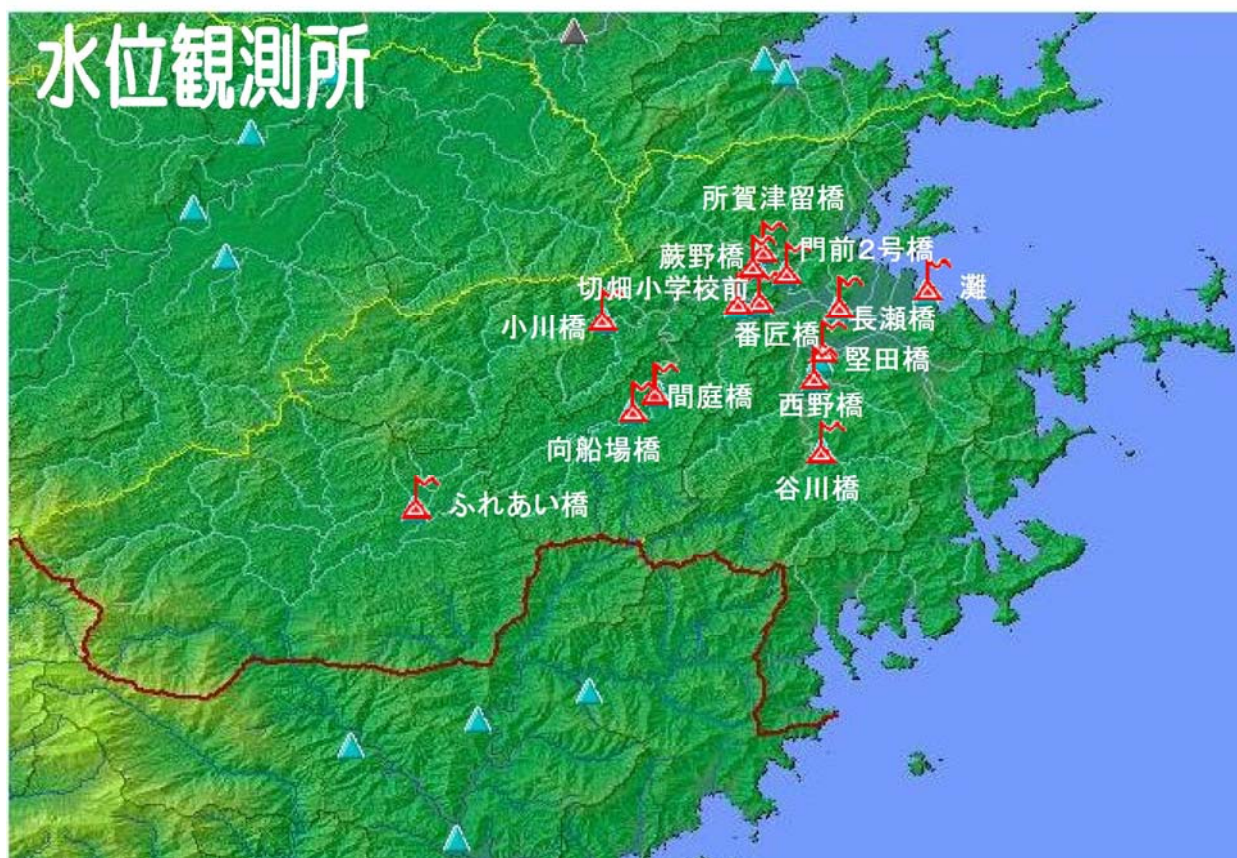 水位観測所
所賀津留橋
蕨野橋
門前2号橋
切畑小学校前
灘
小川橋
番匠橋
長瀬橋
堅田橋
間庭橋
西野橋
向船場橋
谷川橋
ふれあい橋